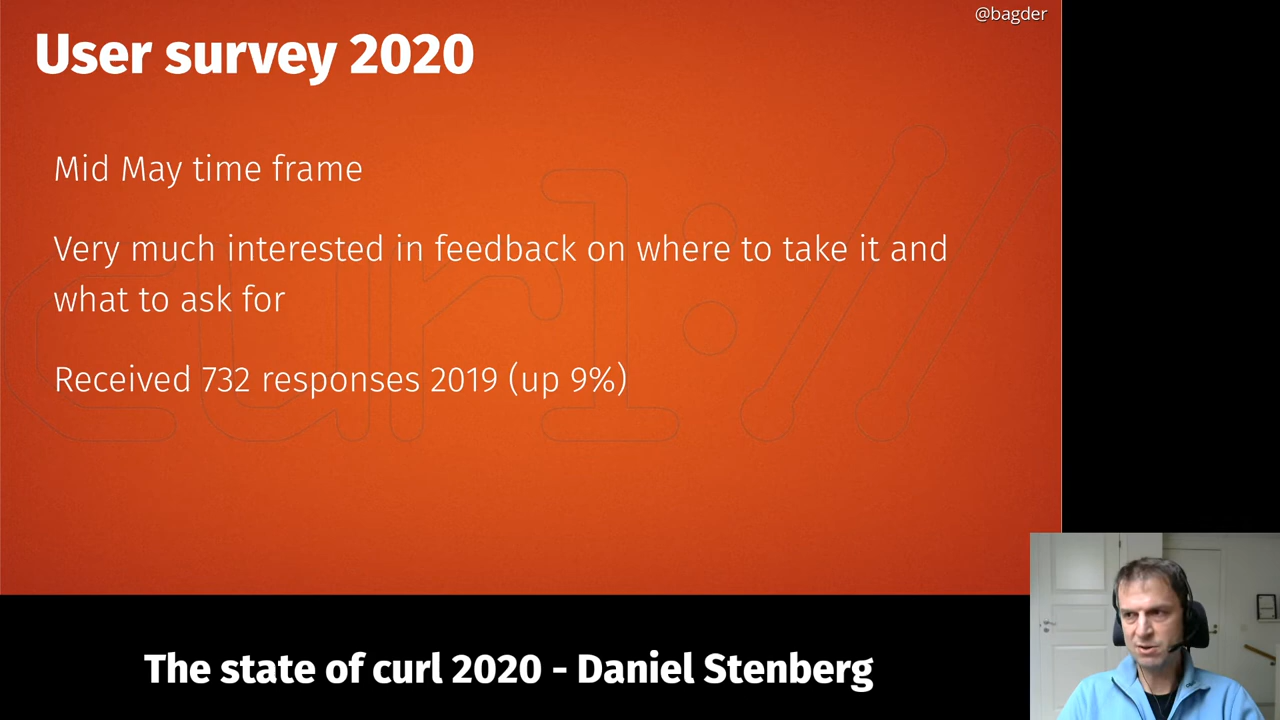 @bagder
User survey 2020
Mid May time frame
Very much interested in feedback on where to take it and
what to ask for
Received 732 responses 2019 (up 9%)
curl://
The state of curl 2020 - Daniel Stenberg